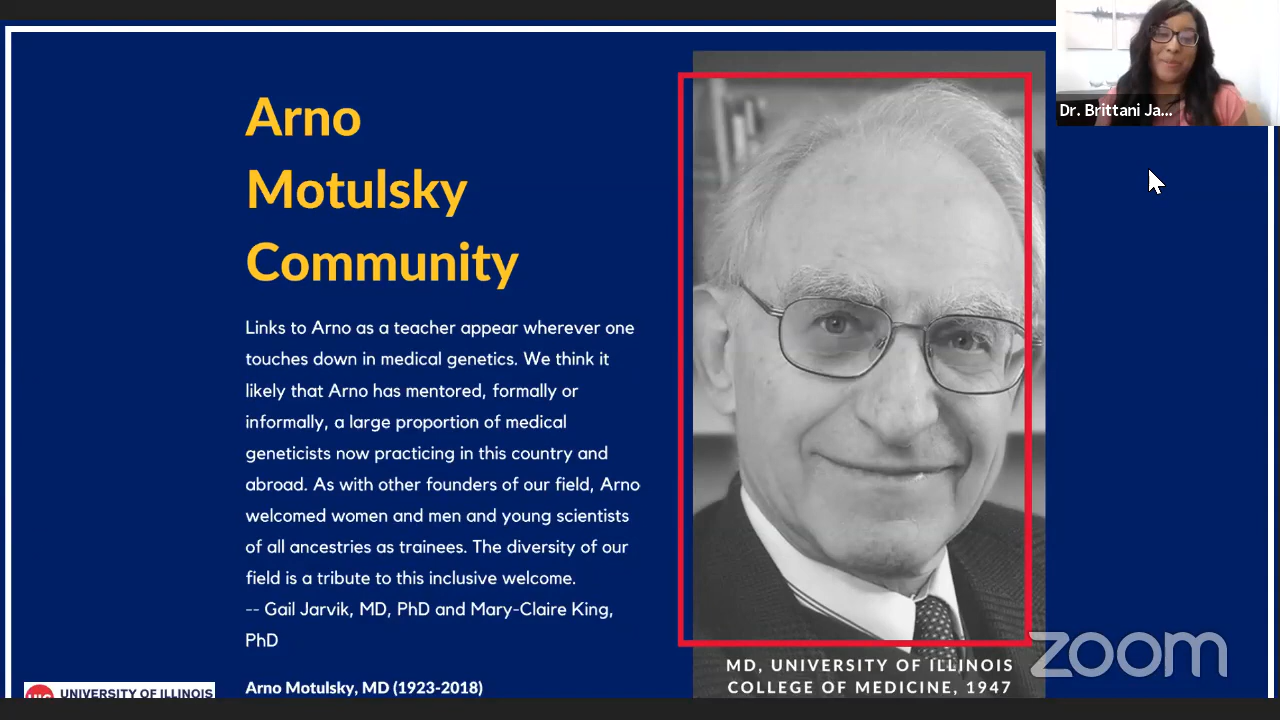 Arno
Motulsky
Community
Links to Arno as a teacher appear wherever one
touches down in medical genetics. We think it
likely that Arno has mentored, formally or
informally, a large proportion of medical
geneticists now practicing in this country and
abroad. As with other founders of our field, Arno
welcomed women and men and young scientists
of all ancestries as trainees. The diversity of our
field is a tribute to this inclusive welcome.
-- Gail Jarvik, MD, PhD and Mary-Claire King,
PhD
Arno Motulsky, MD (1923-2018)
UIC
UNIVERSITY OF ILLINOIS
MD, UNIVERSITY OF ILLINOIS
COLLEGE OF MEDICINE, 1947
Dr. Brittani Ja...
zoom